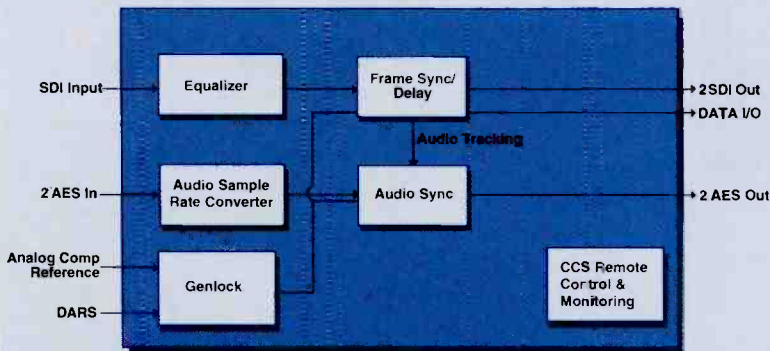 SDI Input
Equalizer
Frame Sync/
Delay
2SDI Out
DATA I/O
Audio Tracking
2 AES In
Audio Sample
Rate Converter
Audio Sync
2 AES Out
Analog Comp
Reference
Genlock
DARS
CCS Remote
Control &
Monitoring